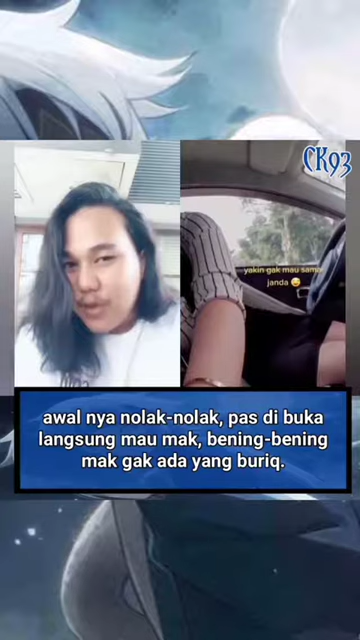 CK93
yakin gak mau sama
janda 😅
awal nya nolak-nolak, pas di buka
langsung mau mak, bening-bening
mak gak ada yang buriq.